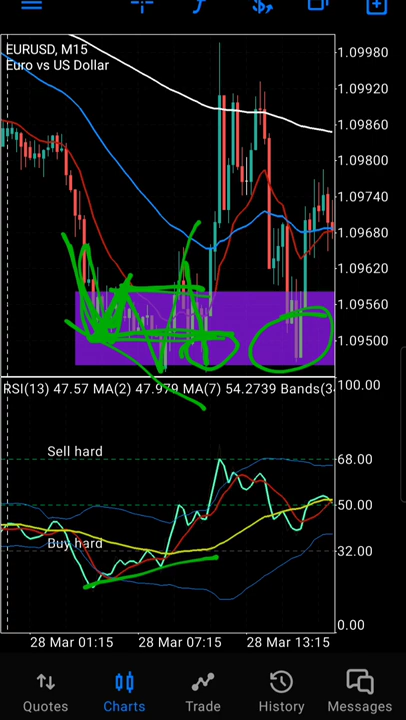 EURUSD, M15
Euro vs US Dollar
1.09980
1.09920
1.09860
1.09800
1.09740
1.09680
1.09620
1.09560
1.09500
RSI(13) 47.57 MA(2) 47.979 MA(7) 54.2739 Bands(3
100.00
Sell hard
68.00
50.00
Buy hard
32.00
0.00
28 Mar 01:15 28 Mar 07:15 28 Mar 13:15
Quotes Charts Trade History Messages